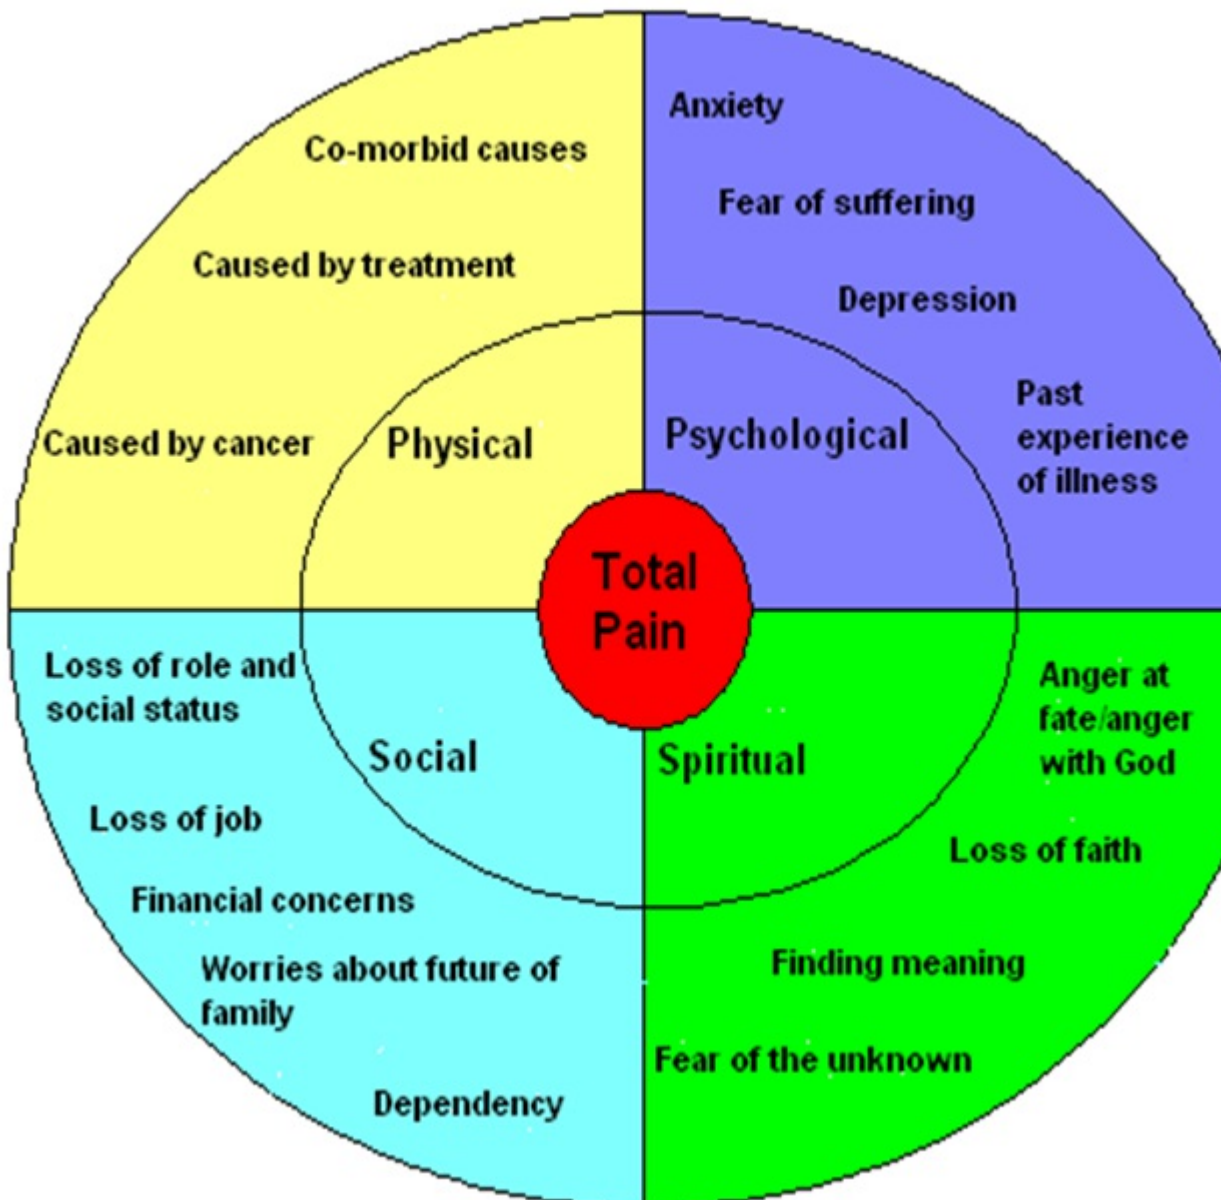 Co-morbid causes
Caused by treatment
Caused by cancer
Physical
Anxiety
Fear of suffering
Depression
Past
experience
of illness
Psychological
Total
Pain
Loss of role and
social status
Loss of job
Financial concerns
Worries about future of
family
Dependency
Social
Spiritual
Anger at
fate/anger
with God
Loss of faith
Finding meaning
Fear of the unknown